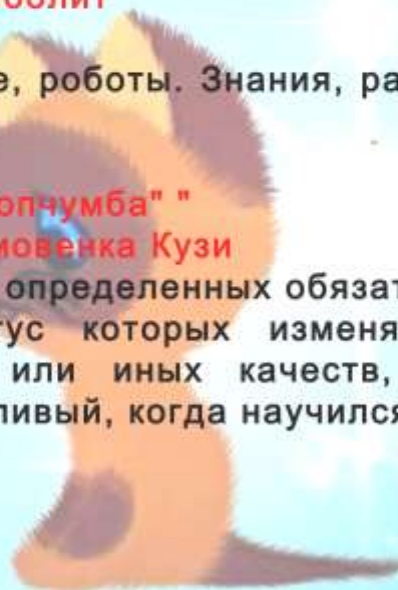 е, роботы. Знания, ра
опчумба" "
мовенка Кузи
определенных обязат
тус которых изменя
или иных качеств,
ливый, когда научился